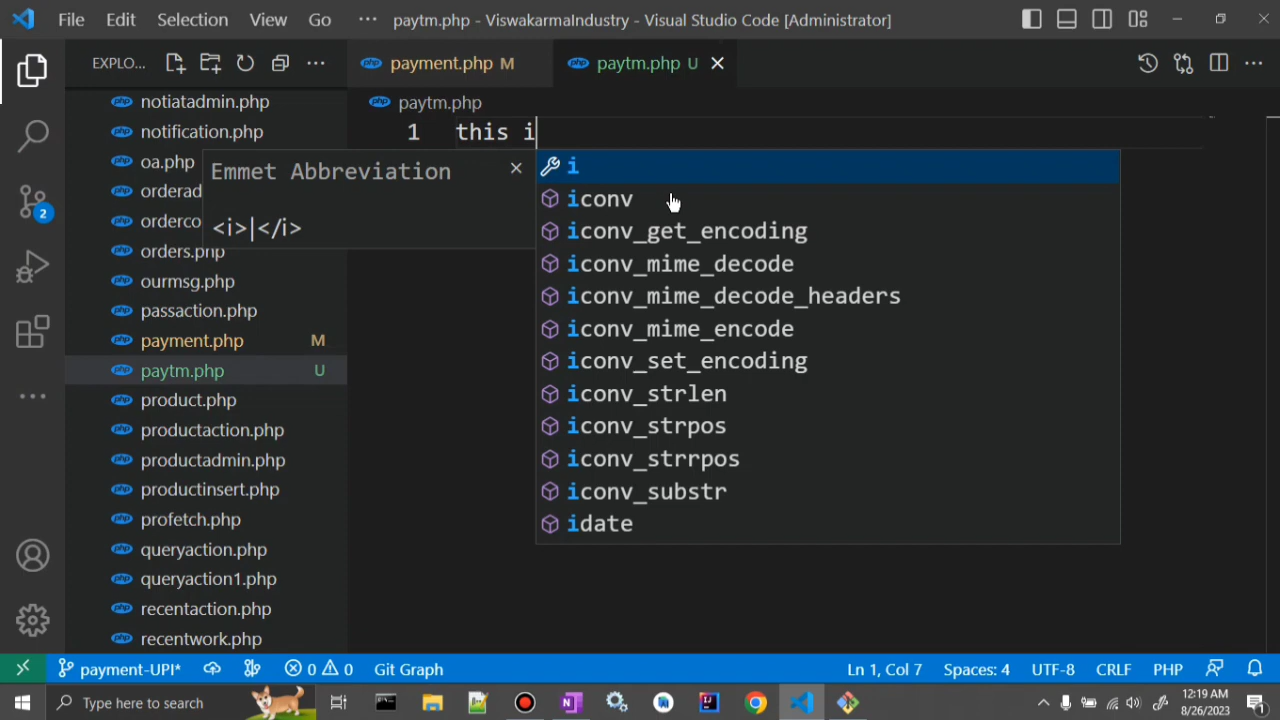 File Edit Selection View Go ··· paytm.php - ViswakarmaIndustry - Visual Studio Code [Administrator]
EXPLO... ···
payment.php M
paytm.php U
paytm.php
1 this i
Emmet Abbreviation
<i>|</i>
i
iconv
iconv_get_encoding
iconv_mime_decode
iconv_mime_decode_headers
iconv_mime_encode
iconv_set_encoding
iconv_strlen
iconv_strpos
iconv_strrpos
iconv_substr
idate
notiatadmin.php
notification.php
oa.php
orderad
orderco
orders.php
ourmsg.php
passaction.php
payment.php M
paytm.php U
product.php
productaction.php
productadmin.php
productinsert.php
profetch.php
queryaction.php
queryaction1.php
recentaction.php
recentwork.php
2
payment-UPI* 0 0 Git Graph Ln 1, Col 7 Spaces: 4 UTF-8 CRLF PHP
Type here to search
12:19 AM
8/26/2023
1